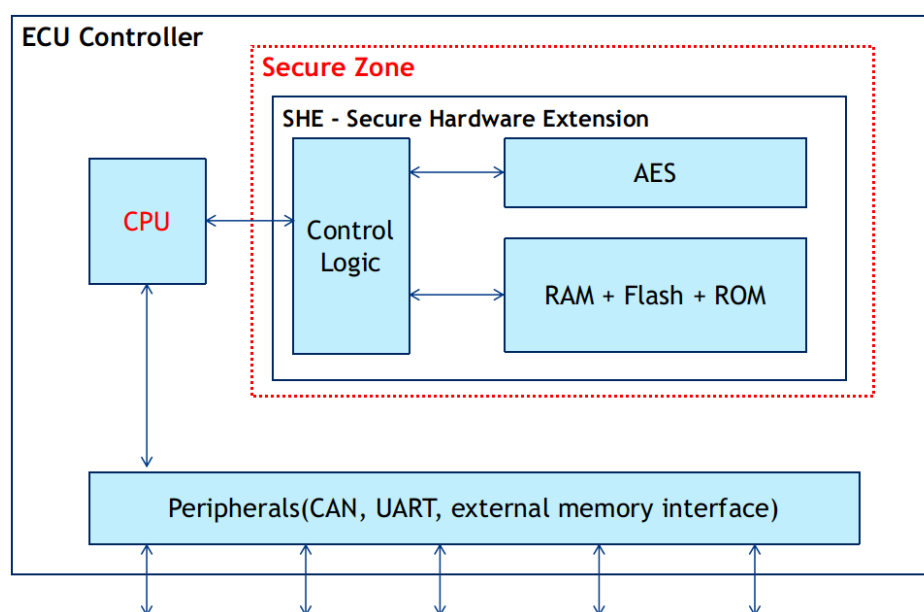 ECU Controller
Secure Zone
SHE - Secure Hardware Extension
CPU
Control
Logic
AES
RAM + Flash + ROM
Peripherals(CAN, UART, external memory interface)